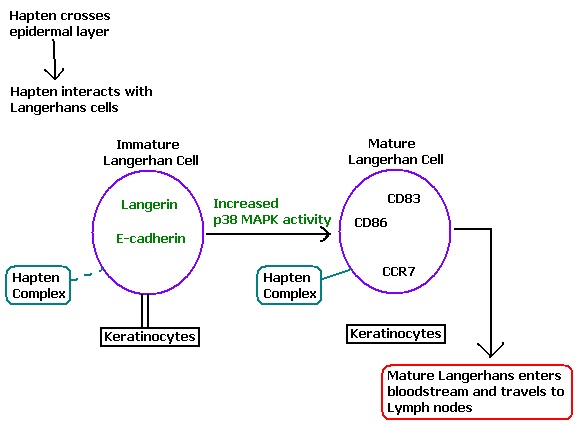 Hapten crosses
epidermal layer
Hapten interacts with
Langerhans cells
Immature
Langerhan Cell
Langerin
E-cadherin
Hapten
Complex
Keratinocytes
Increased
p38 MAPK activity
Mature
Langerhan Cell
CD83
CD86
CCR7
Hapten
Complex
Keratinocytes
Mature Langerhans enters
bloodstream and travels to
Lymph nodes